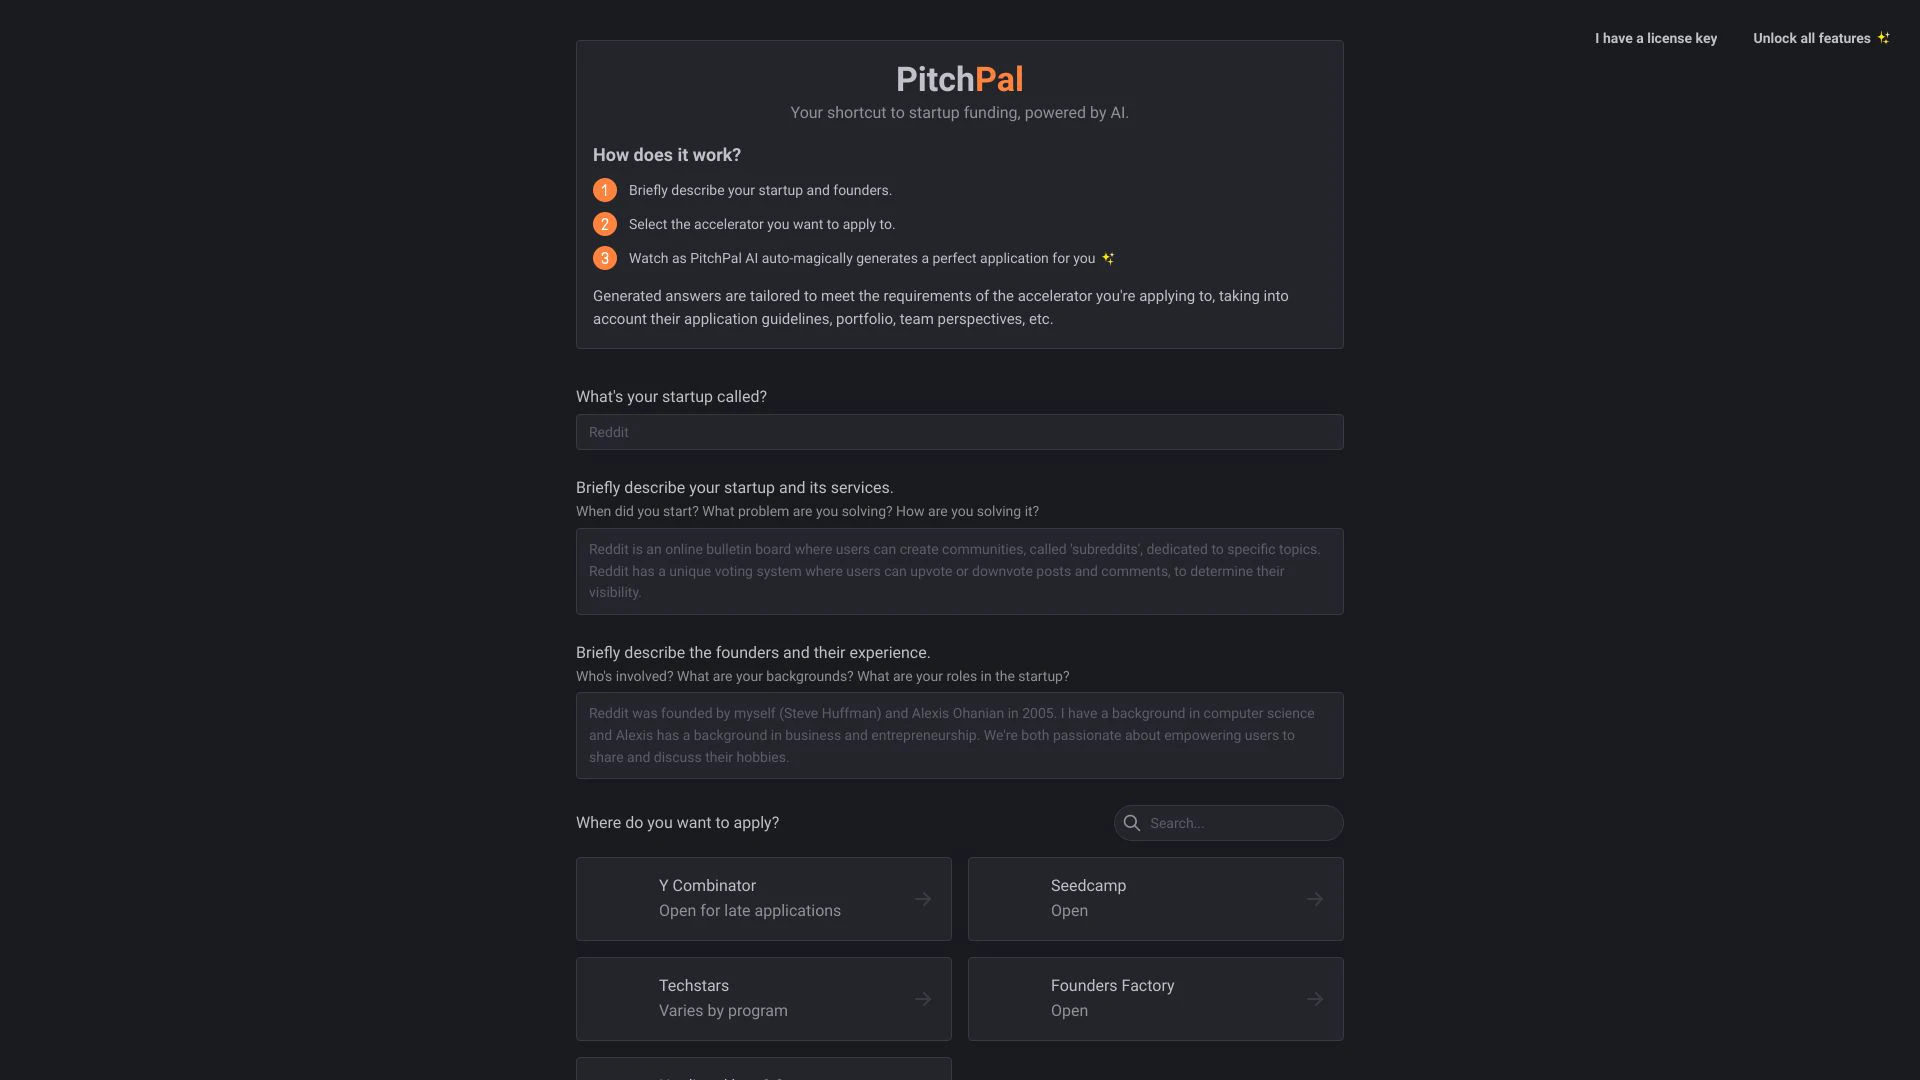 I have a license key
Unlock all features ✨
PitchPal
Your shortcut to startup funding, powered by AI.
How does it work?
1 Briefly describe your startup and founders.
2 Select the accelerator you want to apply to.
3 Watch as PitchPal AI auto-magically generates a perfect application for you ✨
Generated answers are tailored to meet the requirements of the accelerator you're applying to, taking into
account their application guidelines, portfolio, team perspectives, etc.
What's your startup called?
Reddit
Briefly describe your startup and its services.
When did you start? What problem are you solving? How are you solving it?
Reddit is an online bulletin board where users can create communities, called 'subreddits', dedicated to specific topics.
Reddit has a unique voting system where users can upvote or downvote posts and comments, to determine their
visibility.
Briefly describe the founders and their experience.
Who's involved? What are your backgrounds? What are your roles in the startup?
Reddit was founded by myself (Steve Huffman) and Alexis Ohanian in 2005. I have a background in computer science
and Alexis has a background in business and entrepreneurship. We're both passionate about empowering users to
share and discuss their hobbies.
Where do you want to apply?
Search...
Y Combinator
Open for late applications
Seedcamp
Open
Techstars
Varies by program
Founders Factory
Open